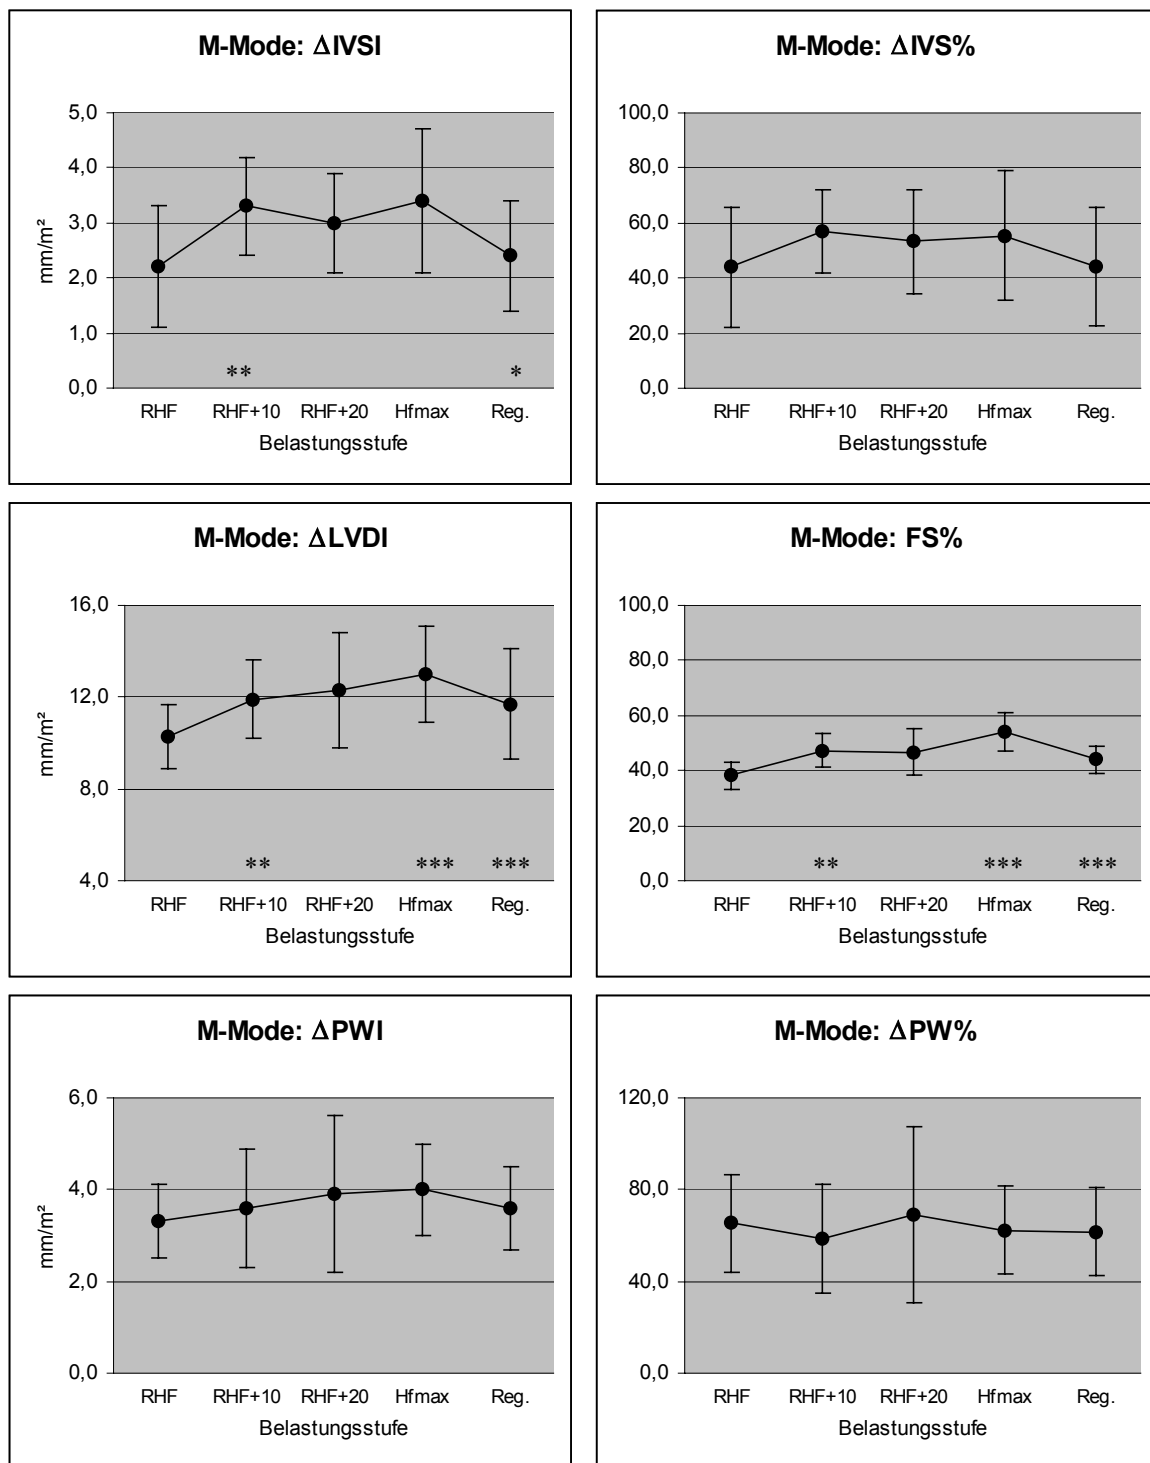 M-Mode: ΔIVSI
5,0
4,0
3,0
2,0
1,0
0,0
mm/m²
** *
RHF RHF+10 RHF+20 Hfmax Reg.
Belastungsstufe
M-Mode: ΔIVS%
100,0
80,0
60,0
40,0
20,0
0,0
RHF RHF+10 RHF+20 Hfmax Reg.
Belastungsstufe
M-Mode: ΔLVDI
16,0
12,0
8,0
4,0
mm/m²
** *** ***
RHF RHF+10 RHF+20 Hfmax Reg.
Belastungsstufe
M-Mode: FS%
100,0
80,0
60,0
40,0
20,0
0,0
** *** ***
RHF RHF+10 RHF+20 Hfmax Reg.
Belastungsstufe
M-Mode: ΔPWI
6,0
4,0
2,0
0,0
mm/m²
RHF RHF+10 RHF+20 Hfmax Reg.
Belastungsstufe
M-Mode: ΔPW%
120,0
80,0
40,0
0,0
RHF RHF+10 RHF+20 Hfmax Reg.
Belastungsstufe